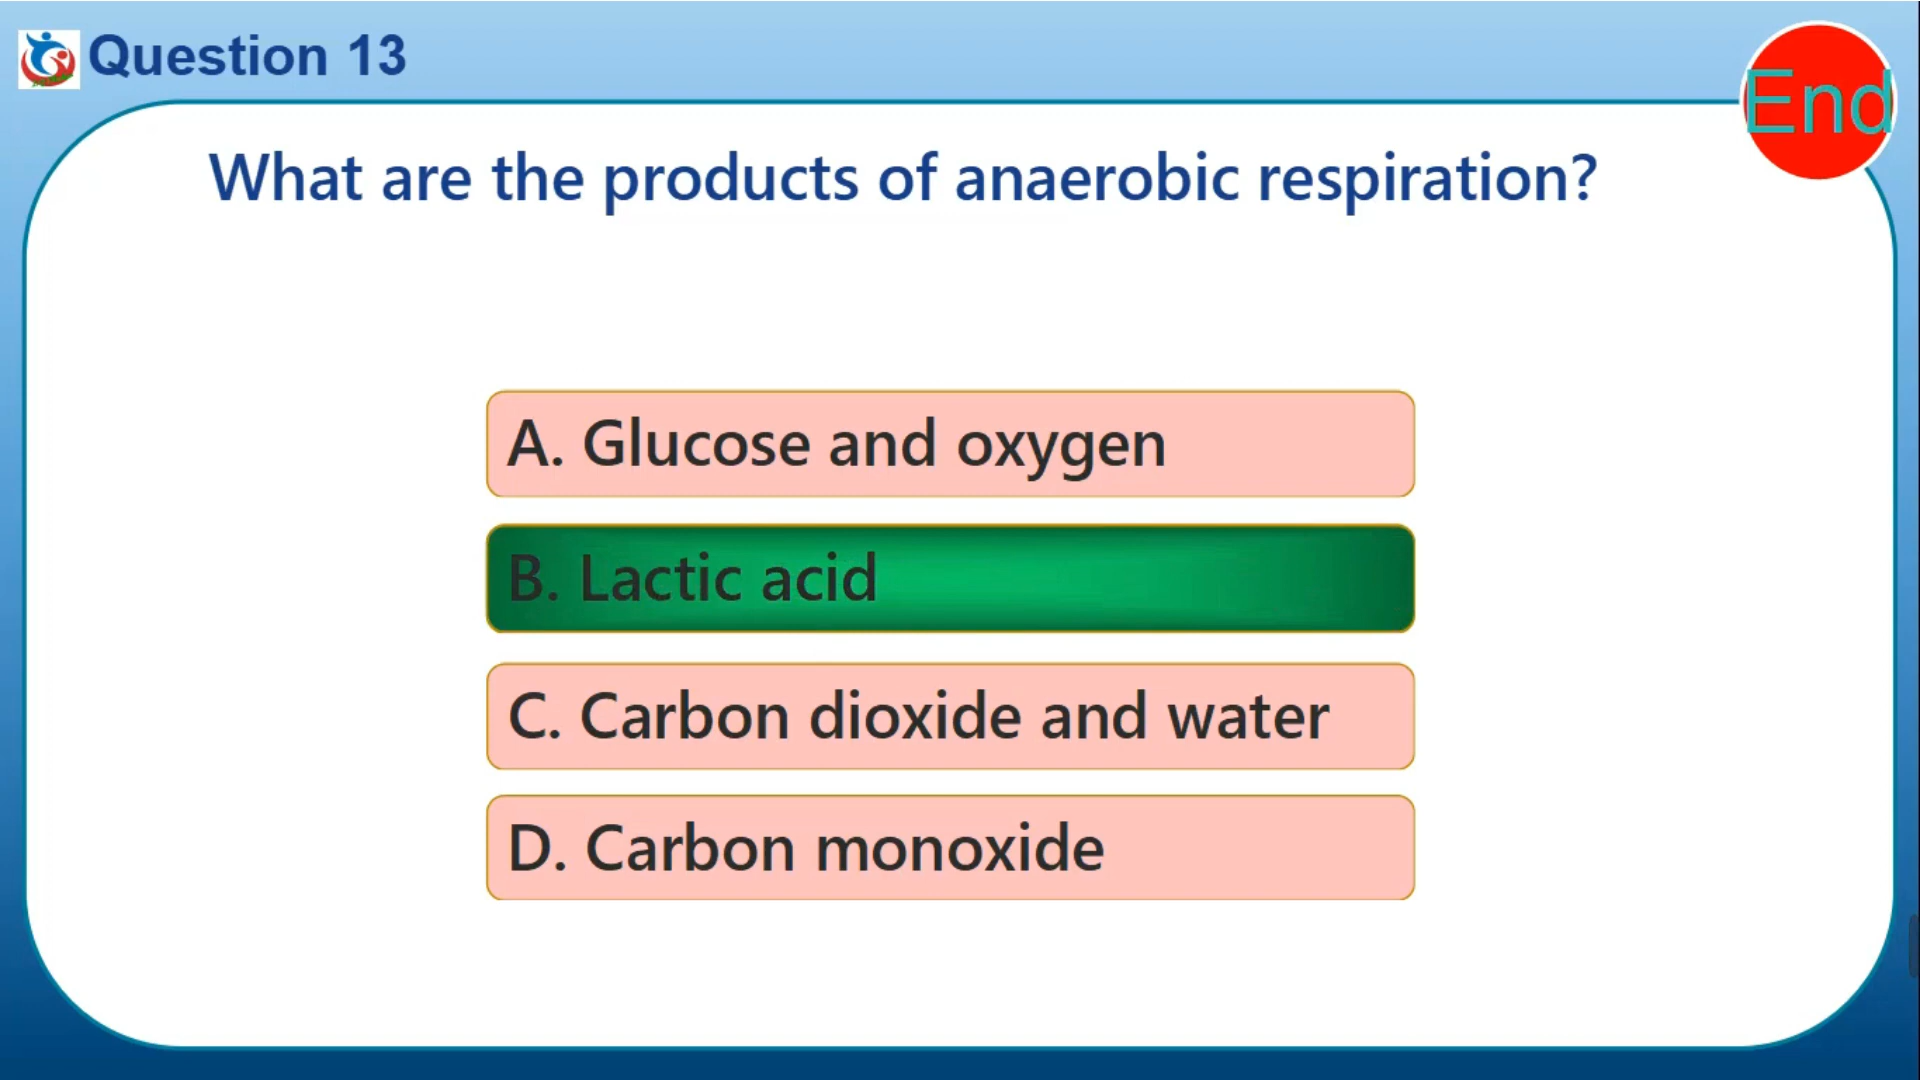 Question 13
End
What are the products of anaerobic respiration?
A. Glucose and oxygen
B. Lactic acid
C. Carbon dioxide and water
D. Carbon monoxide